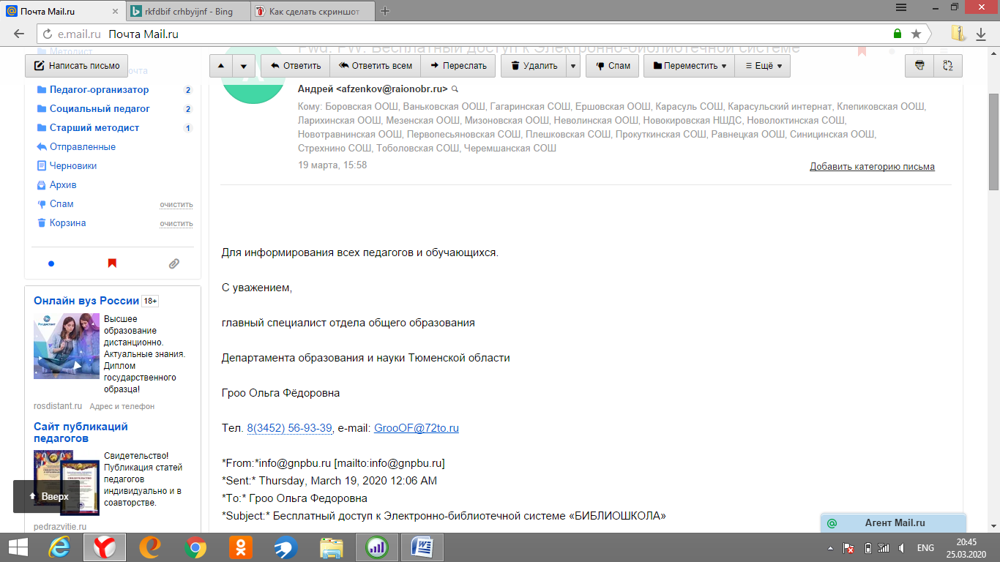 Почта Mail.ru
rkfdbif crhbyijnf - Bing
Как сделать скриншот
e.mail.ru Почта Mail.ru
Методист
Fwd: FW: Бесплатный доступ к Электронно-библиотечной системе
Написать письмо
Ответить
Ответить всем
Переслать
Удалить
Спам
Переместить
Ещё
Педагог-организатор 2
Социальный педагог 2
Старший методист 1
Отправленные
Черновики
Архив
Спам очистить
Корзина очистить
Андрей <afzenkov@raionobr.ru>
Кому: Боровская ООШ, Ваньковская ООШ, Гагаринская СОШ, Ершовская ООШ, Карасуль СОШ, Карасульский интернат, Клепиковская ООШ,
Ларихинская ООШ, Мезенская ООШ, Мизоновская ООШ, Неволинская ООШ, Новокировская НШДС, Новолоктинская СОШ,
Новотравнинская ООШ, Первопесьяновская СОШ, Плешковская СОШ, Прокуткинская СОШ, Равнецкая ООШ, Синицинская ООШ,
Стрехнино СОШ, Тоболовская СОШ, Черемшанская СОШ
19 марта, 15:58
Добавить категорию письма
Для информирования всех педагогов и обучающихся.
С уважением,
главный специалист отдела общего образования
Департамента образования и науки Тюменской области
Гроо Ольга Фёдоровна
Тел. 8(3452) 56-93-39, e-mail: GrooOF@72to.ru
*From:*info@gnpbu.ru [mailto:info@gnpbu.ru]
*Sent:* Thursday, March 19, 2020 12:06 AM
*To:* Гроо Ольга Федоровна
*Subject:* Бесплатный доступ к Электронно-библиотечной системе «БИБЛИОШКОЛА»
Онлайн вуз России 18+
Высшее
образование
дистанционно.
Актуальные знания.
Диплом
государственного
образца!
rosdistant.ru Адрес и телефон
Сайт публикаций
педагогов
Свидетельство!
Публикация статей
педагогов
индивидуально и в
соавторстве.
pedrazvitie.ru
Вверх
Агент Mail.ru
ENG
20:45
25.03.2020